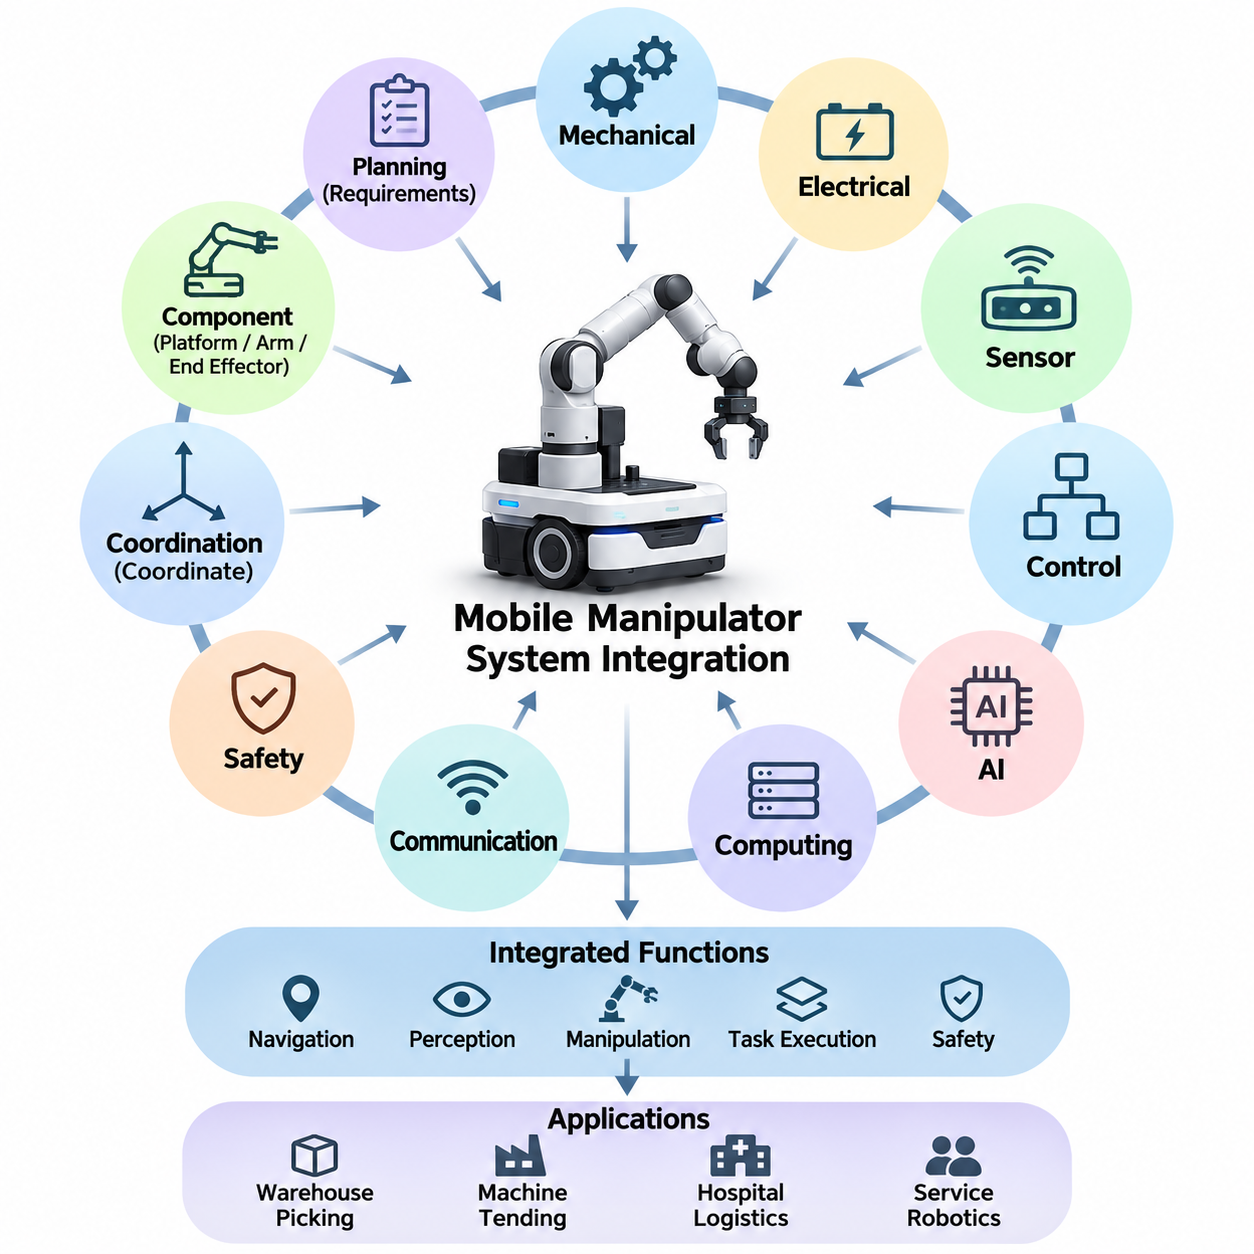 Mechanical
Planning
(Requirements)
Electrical
Component
(Platform / Arm /
End Effector)
Sensor
Coordination
(Coordinate)
Control
Mobile Manipulator
System Integration
Safety
AI
AI
Communication
Computing
Integrated Functions
Navigation
Perception
Manipulation
Task Execution
Safety
Applications
Warehouse
Picking
Machine
Tending
Hospital
Logistics
Service
Robotics